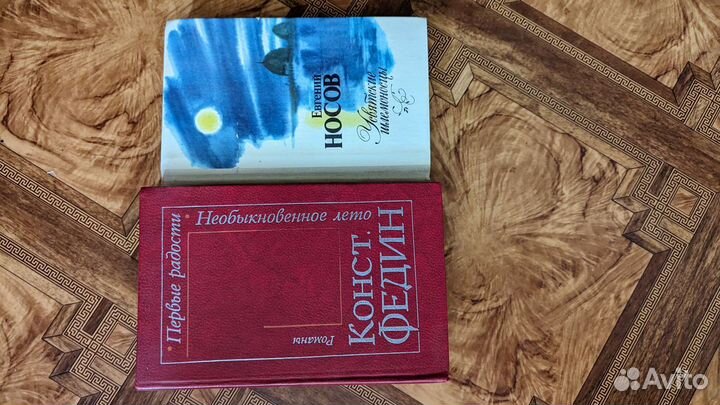 Евгений
НОСОВ
Усвятские
шлемоносцы
Конст.
Федин
Первые радости
Необыкновенное лето
Романы
Avito